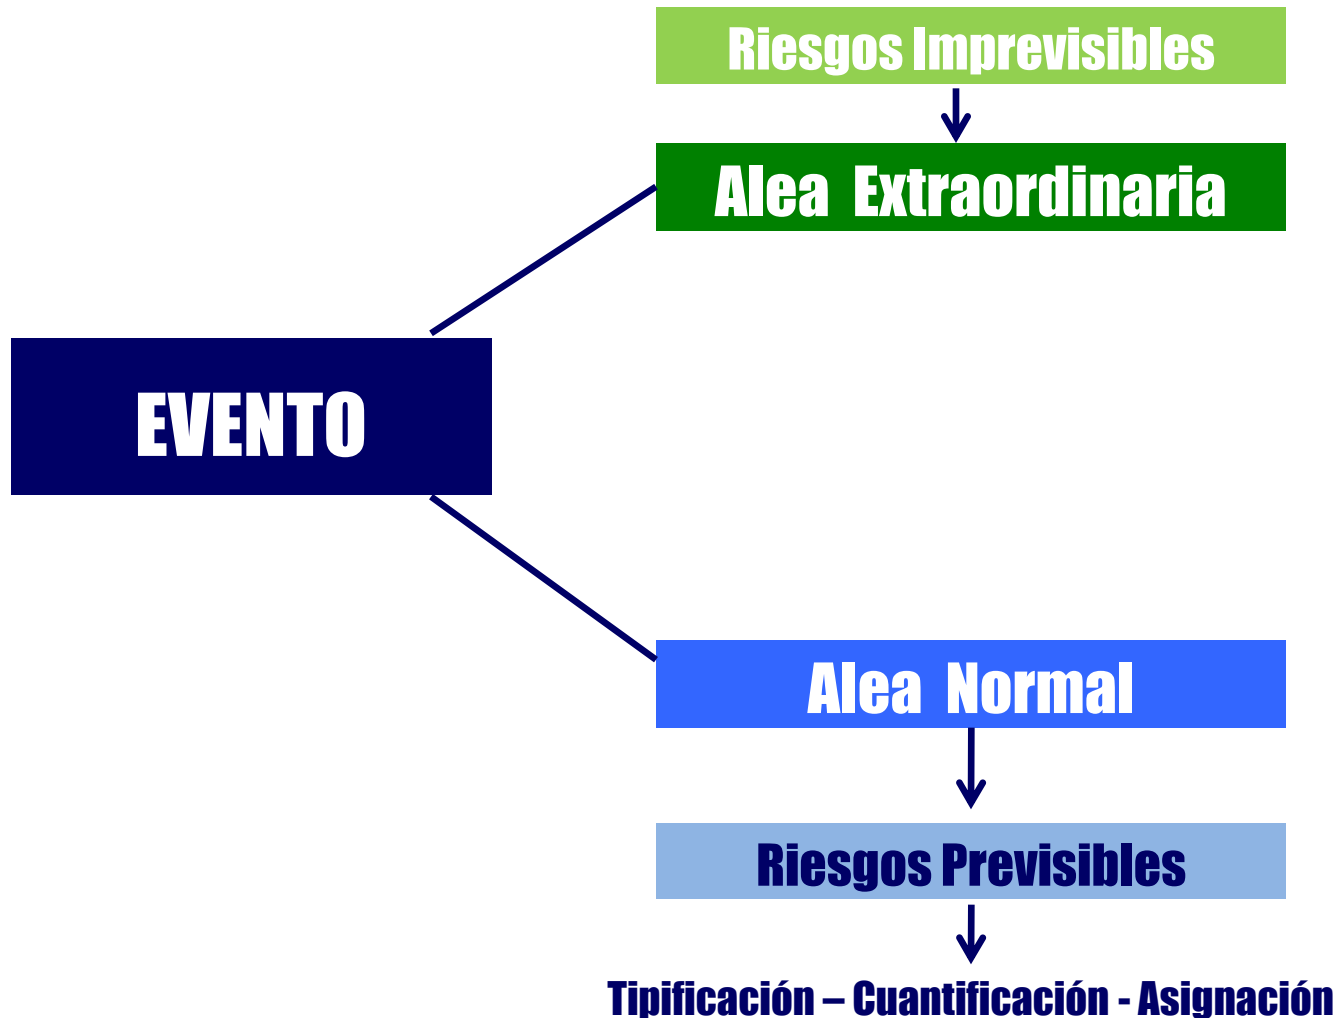 Riesgos Imprevisibles
Alea Extraordinaria
EVENTO
Alea Normal
Riesgos Previsibles
Tipificación – Cuantificación - Asignación